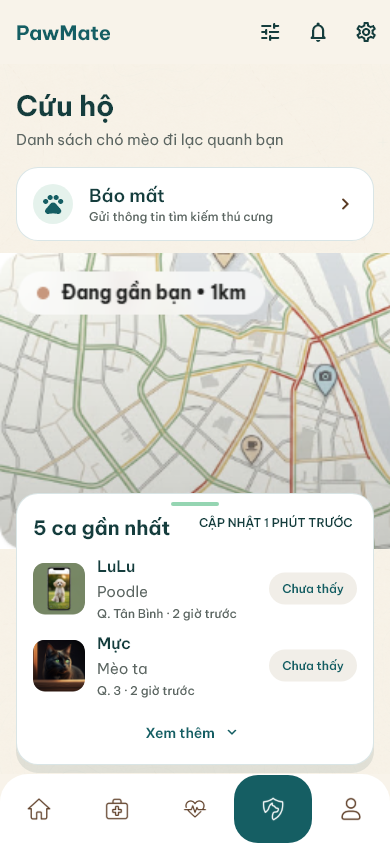 PawMate
Cứu hộ
Danh sách chó mèo đi lạc quanh bạn
Báo mất
Gửi thông tin tìm kiếm thú cưng
Đang gần bạn • 1km
5 ca gần nhất
CẬP NHẬT 1 PHÚT TRƯỚC
LuLu
Poodle
Q. Tân Bình · 2 giờ trước
Chưa thấy
Mực
Mèo ta
Q. 3 · 2 giờ trước
Chưa thấy
Xem thêm